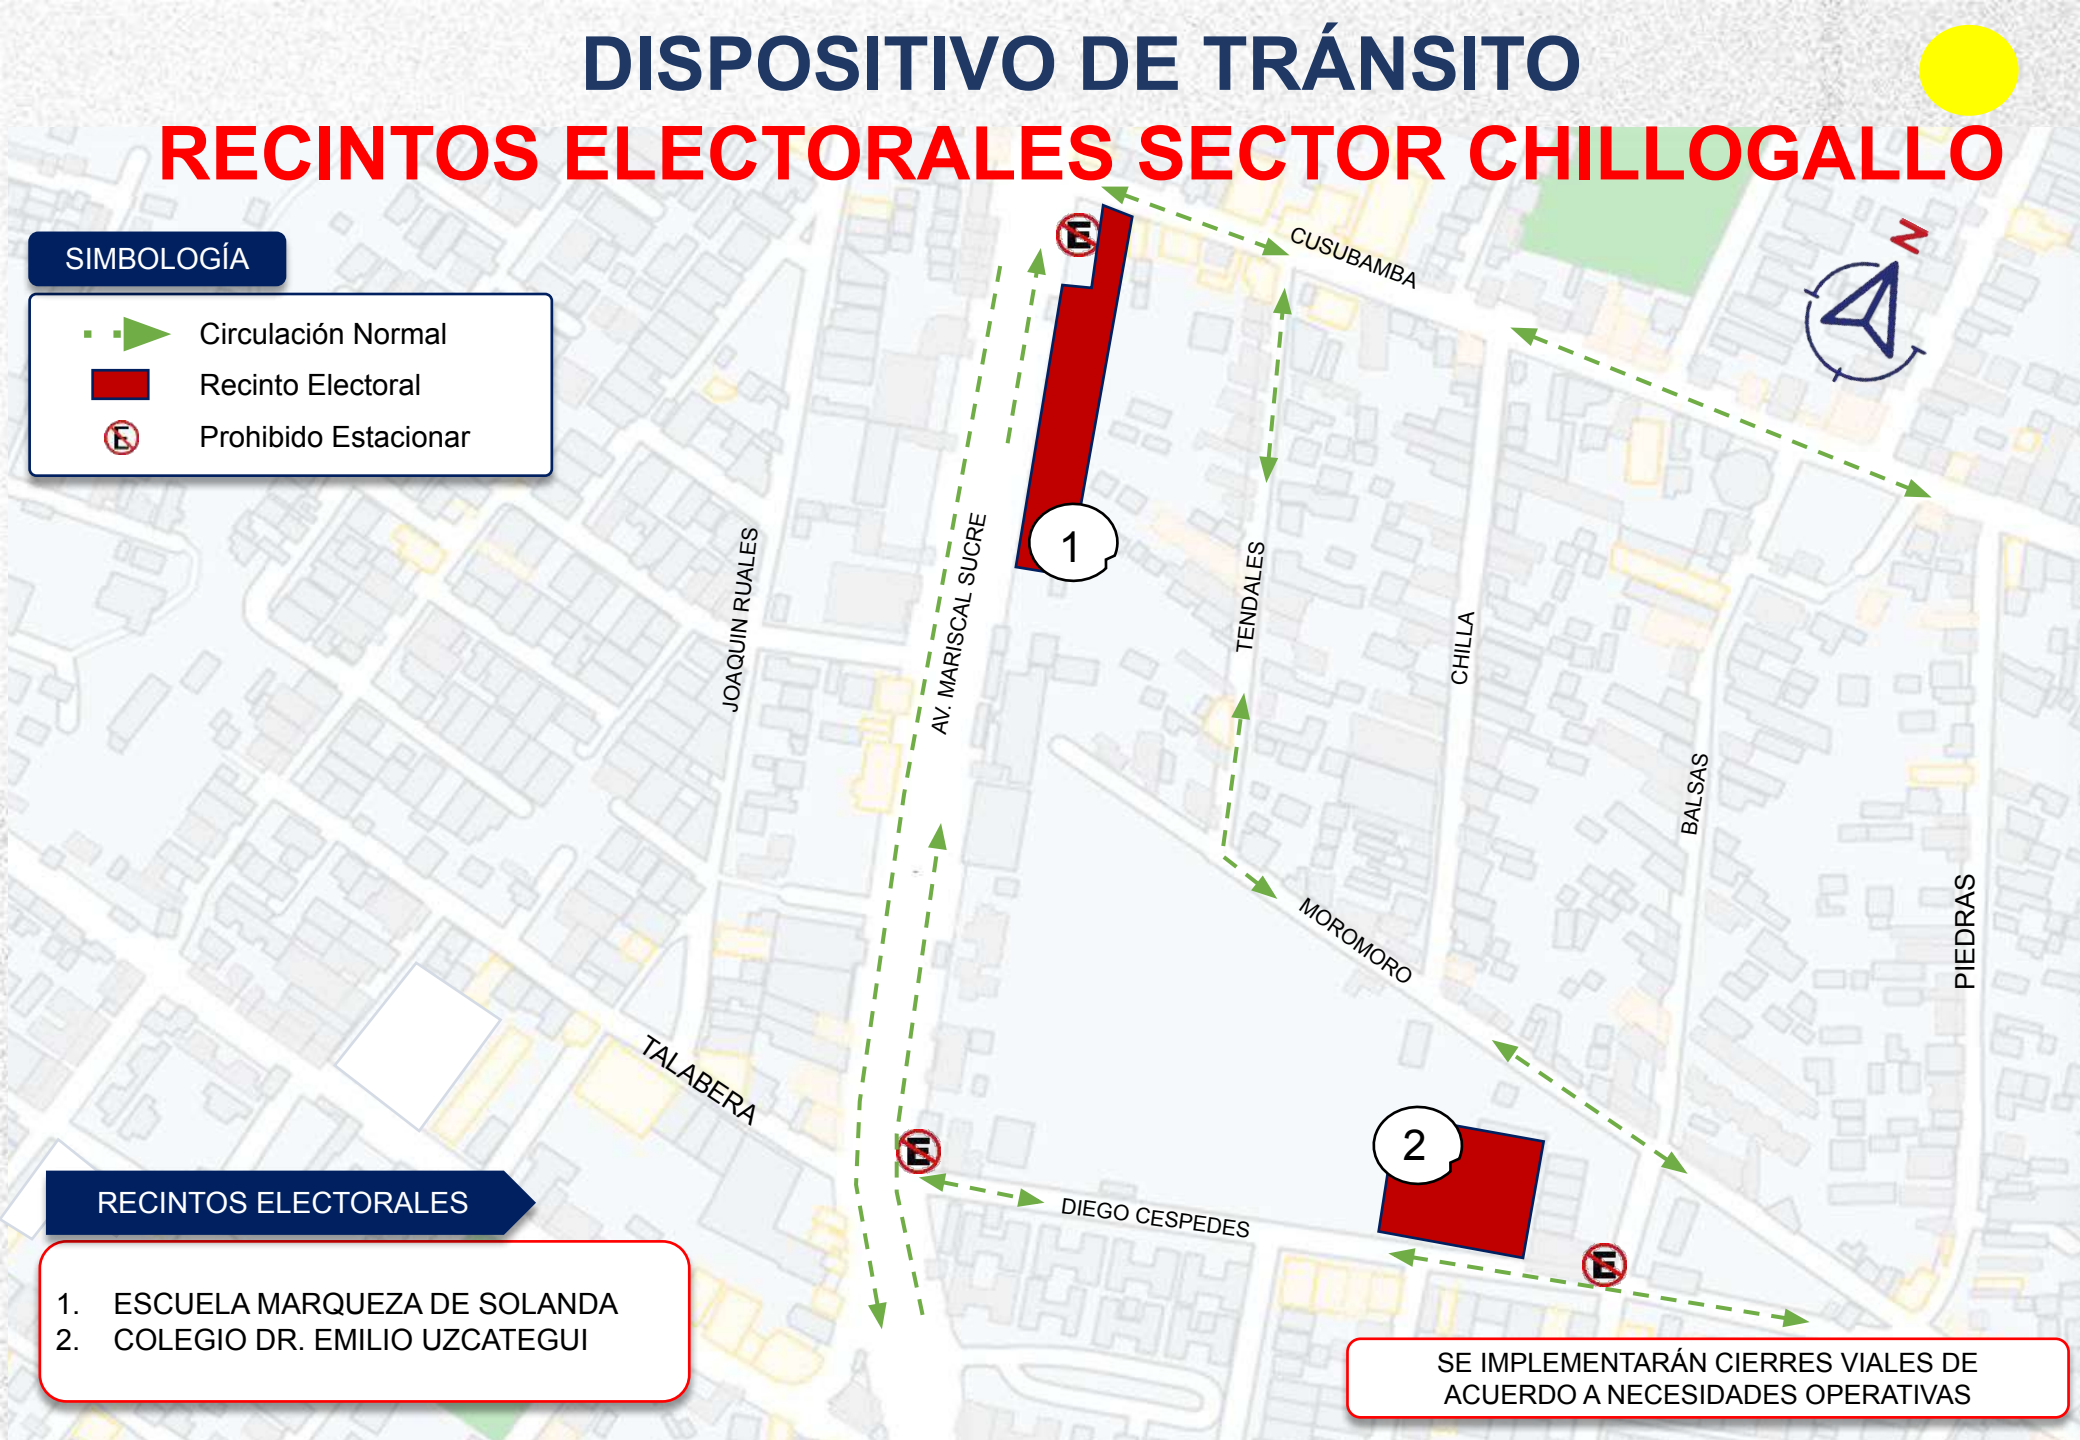 DISPOSITIVO DE TRÁNSITO
RECINTOS ELECTORALES SECTOR CHILLOGALLO
N
SIMBOLOGÍA
Circulación Normal
Recinto Electoral
E
Prohibido Estacionar
E
CUSUBAMBA
1
JOAQUIN RUALES
AV. MARISCAL SUCRE
TENDALES
CHILLA
BALSAS
PIEDRAS
MOROMORO
TALABERA
E
2
DIEGO CESPEDES
E
RECINTOS ELECTORALES
1. ESCUELA MARQUEZA DE SOLANDA
2. COLEGIO DR. EMILIO UZCATEGUI
SE IMPLEMENTARÁN CIERRES VIALES DE
ACUERDO A NECESIDADES OPERATIVAS